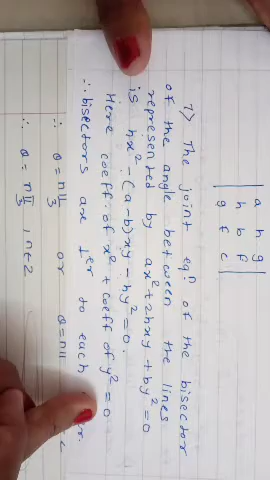 a h g
h b f
g f c
7) The joint eqⁿ of the bisector
of the angle between the lines
represented by ax²+2hxy+by²=0
is hx²-(a-b)xy-hy²=0.
Here coeff of x² + coeff of y² = 0
∴ bisectors are ⊥er to each
∴ θ = nπ/3 or θ = nπ
∴ θ = nπ/3 , n∈Z